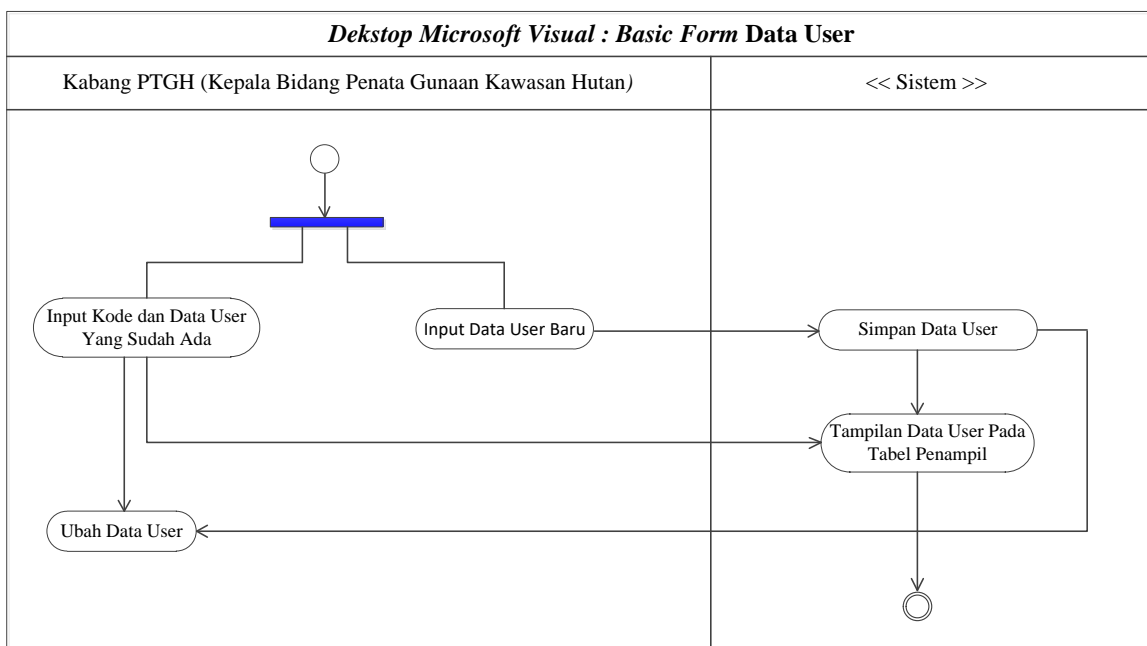 Dekstop Microsoft Visual : Basic Form Data User
Kabang PTGH (Kepala Bidang Penata Gunaan Kawasan Hutan)
<< Sistem >>
Input Kode dan Data User
Yang Sudah Ada
Input Data User Baru
Simpan Data User
Tampilan Data User Pada
Tabel Penampil
Ubah Data User